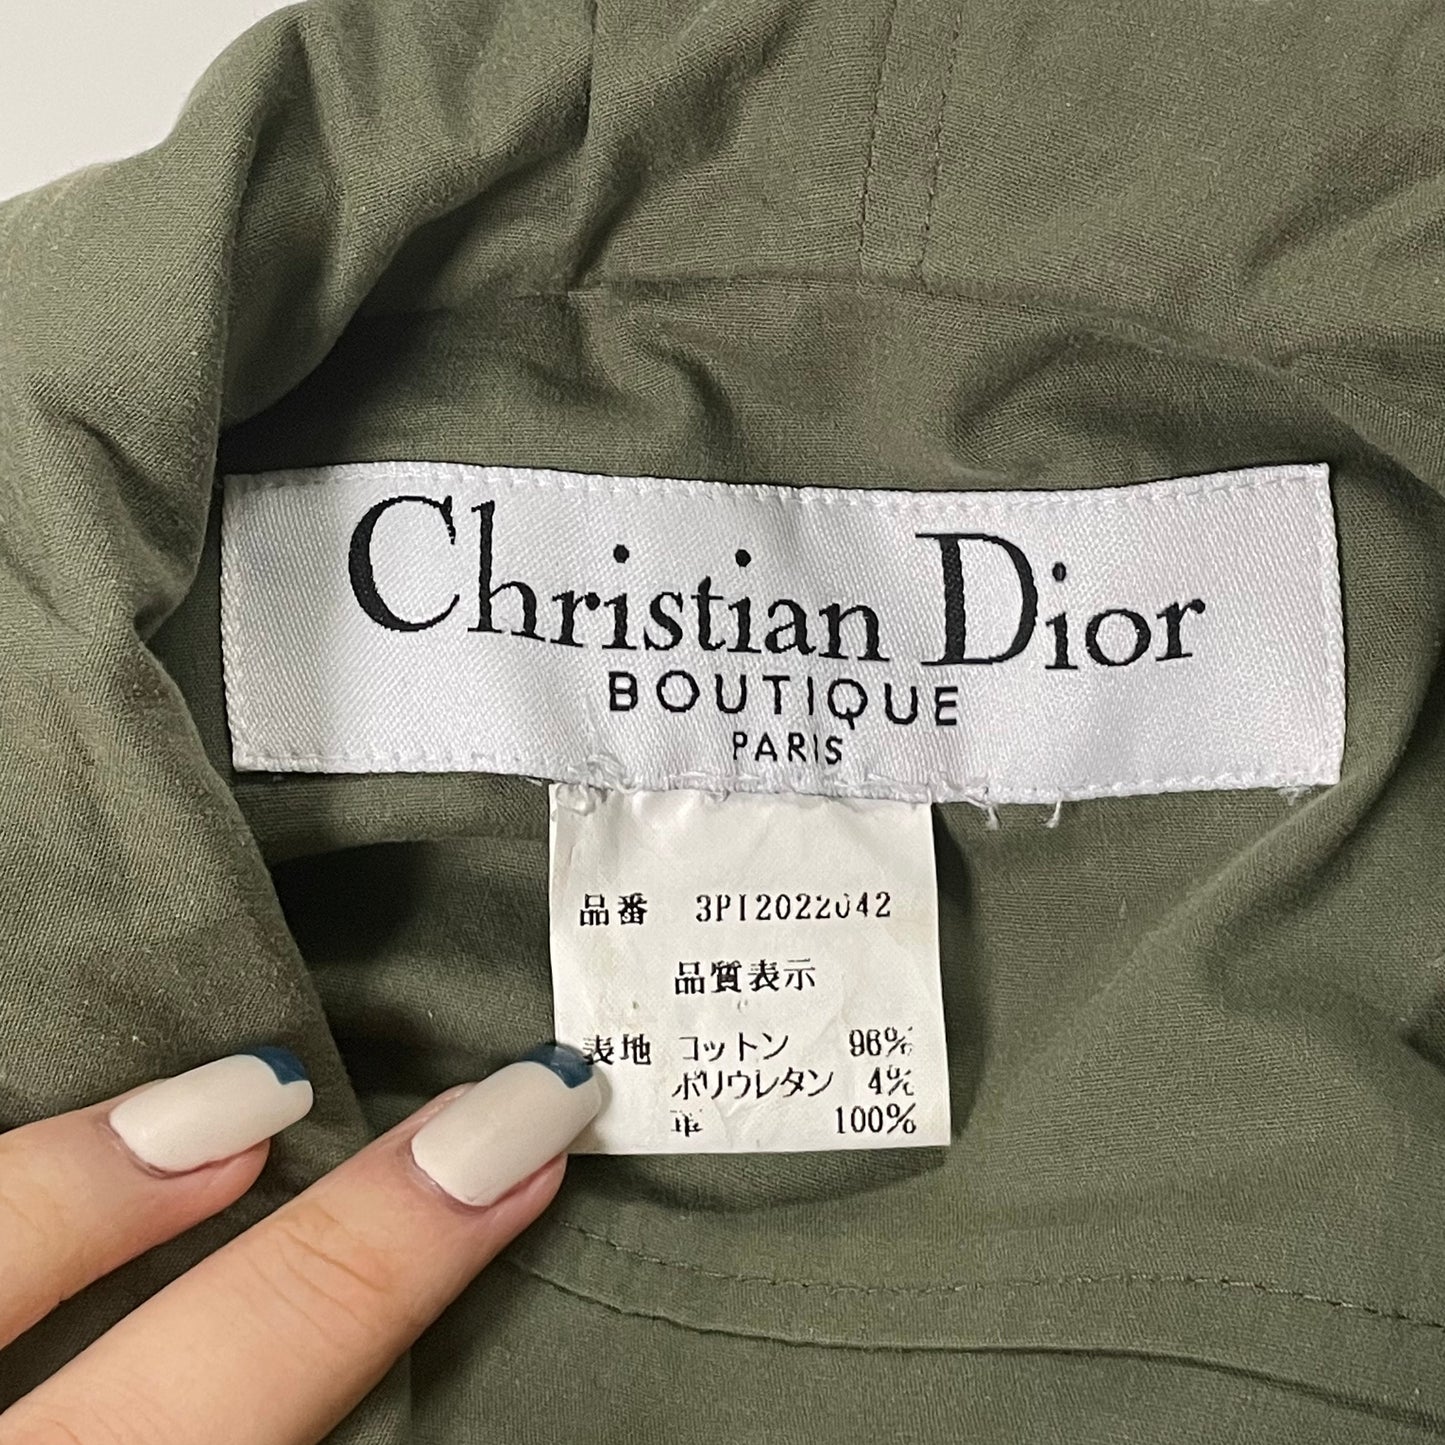 Christian Dior
BOUTIQUE
PARIS
品番 3PI2022042
品質表示
表地 コットン 96%
ポリウレタン 4%
革 100%